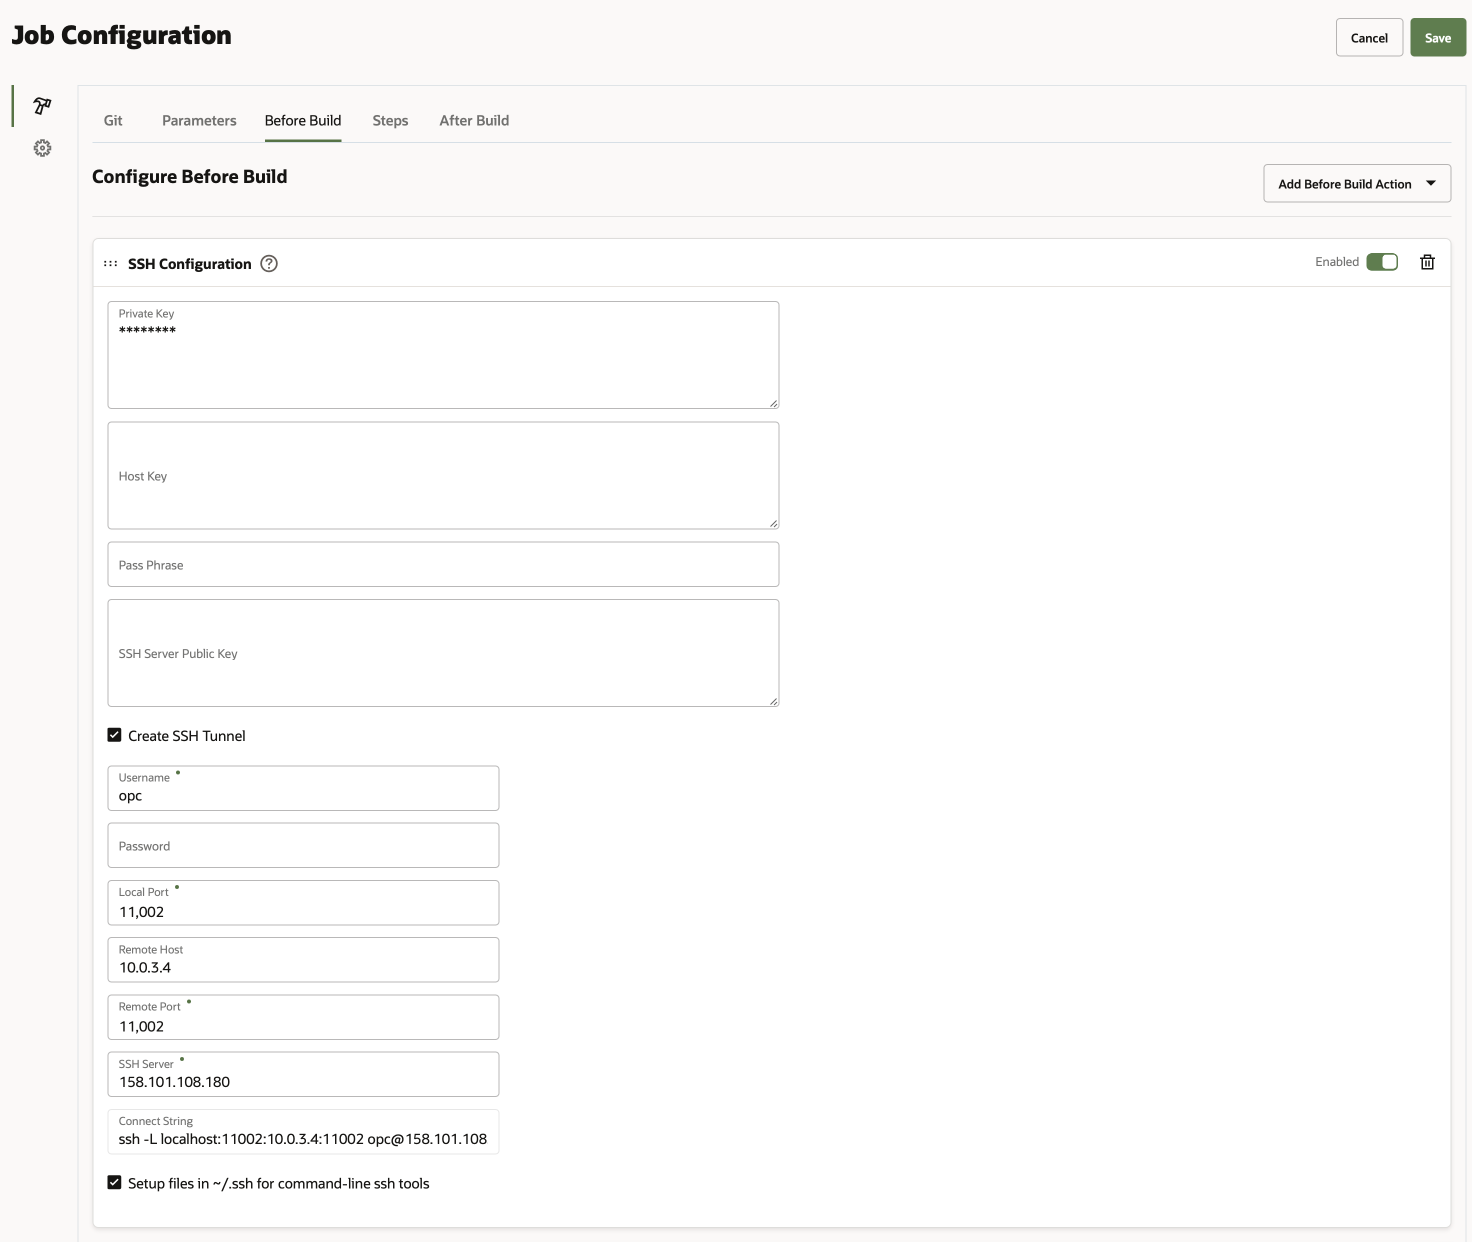 Job Configuration
Cancel
Save
Git
Parameters
Before Build
Steps
After Build
Configure Before Build
Add Before Build Action
SSH Configuration
?
Enabled
Private Key
********
Host Key
Pass Phrase
SSH Server Public Key
Create SSH Tunnel
Username
opc
Password
Local Port
11,002
Remote Host
10.0.3.4
Remote Port
11,002
SSH Server
158.101.108.180
Connect String
ssh -L localhost:11002:10.0.3.4:11002 opc@158.101.108
Setup files in ~/.ssh for command-line ssh tools